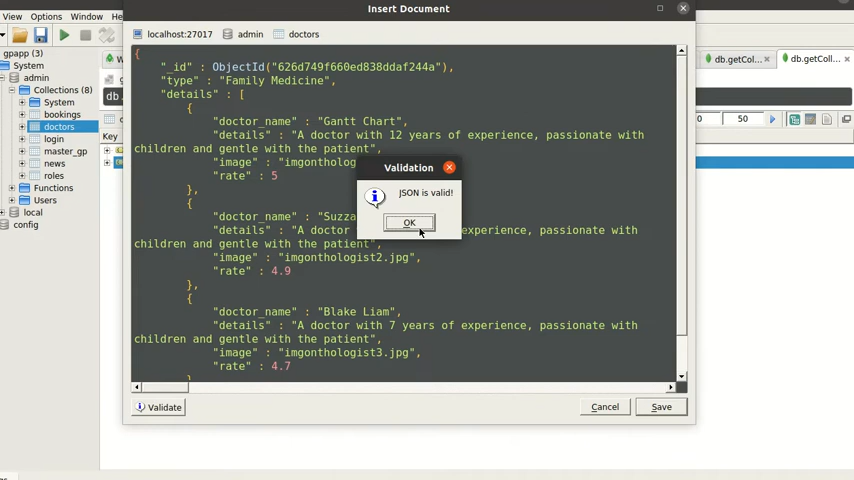 Insert Document
View Options Window
localhost:27017 admin doctors
gpapp (3)
System
admin
Collections (8)
System
bookings
doctors
login
master_gp
news
roles
Functions
Users
local
config
db.getCol...
db.getColl...
db.
0 50
Key
{
"_id" : ObjectId("626d749f660ed838ddaf244a"),
"type" : "Family Medicine",
"details" : [
{
"doctor_name" : "Gantt Chart",
"details" : "A doctor with 12 years of experience, passionate with
children and gentle with the patient",
"image" : "imgontholog
"rate" : 5
},
{
"doctor_name" : "Suzza
"details" : "A doctor experience, passionate with
children and gentle with the patient",
"image" : "imgonthologist2.jpg",
"rate" : 4.9
},
{
"doctor_name" : "Blake Liam",
"details" : "A doctor with 7 years of experience, passionate with
children and gentle with the patient",
"image" : "imgonthologist3.jpg",
"rate" : 4.7
}
Validation
JSON is valid!
OK
Validate
Cancel
Save